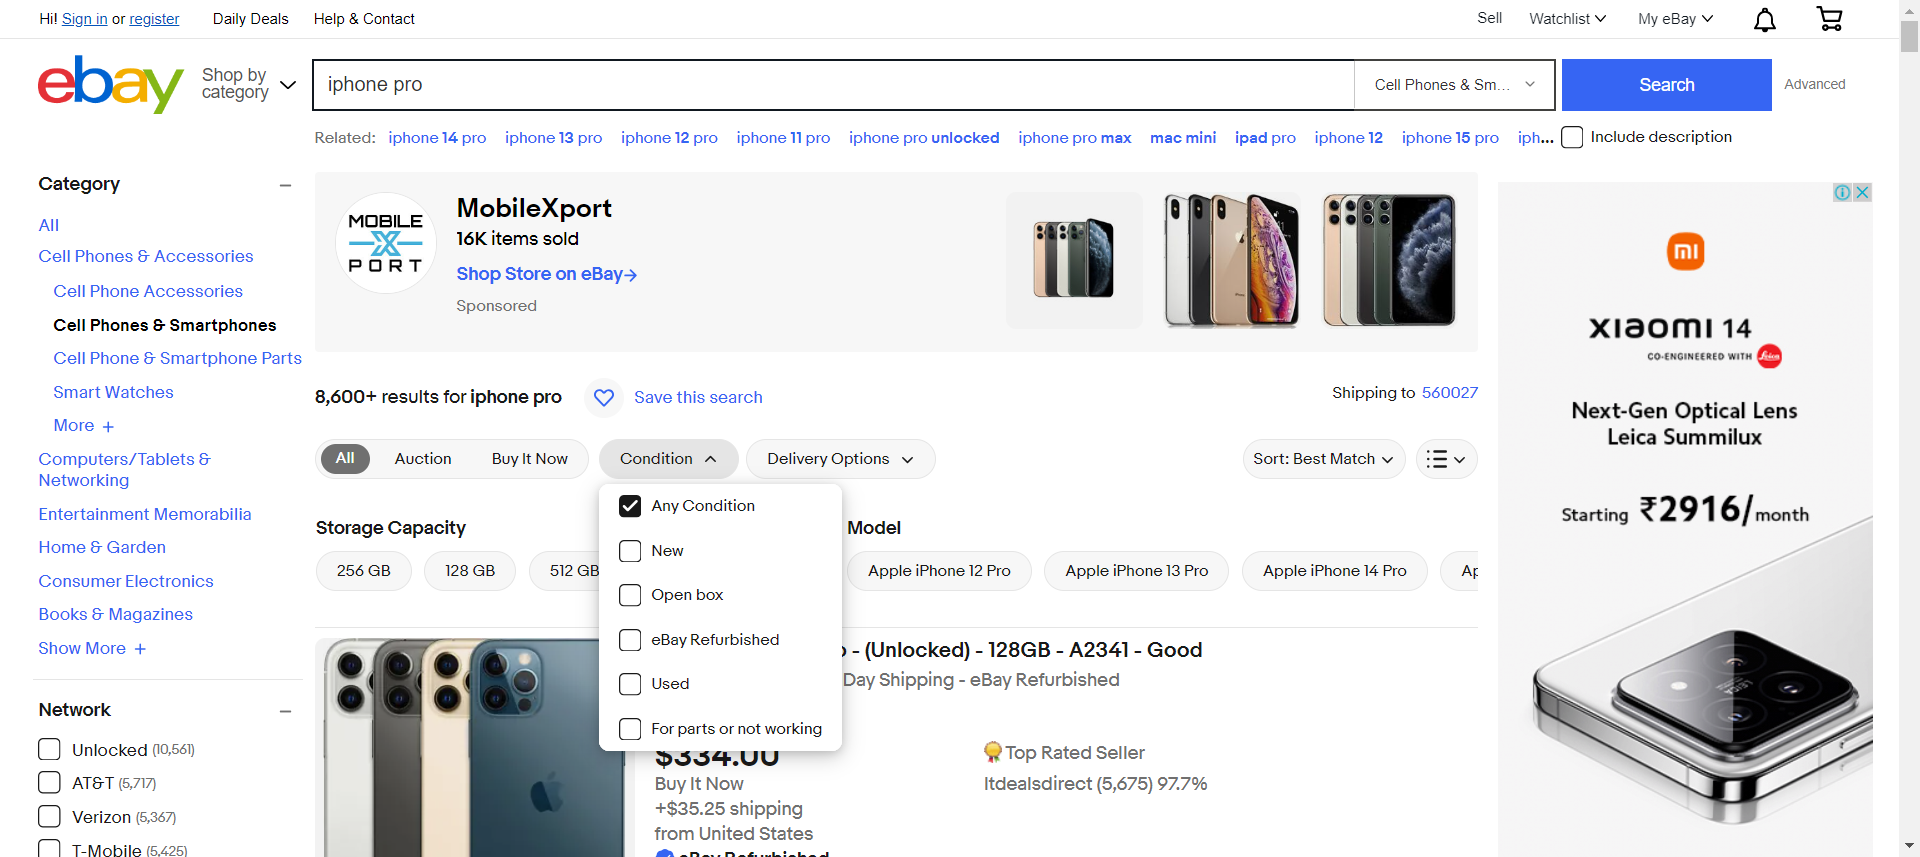 Hi! Sign in or register
Daily Deals
Help & Contact
Sell
Watchlist
My eBay
ebay
Shop by
category
iphone pro
Cell Phones & Sm...
Search
Advanced
Related: iphone 14 pro iphone 13 pro iphone 12 pro iphone 11 pro iphone pro unlocked iphone pro max mac mini ipad pro iphone 12 iphone 15 pro iph...
Include description
Category
All
Cell Phones & Accessories
Cell Phone Accessories
Cell Phones & Smartphones
Cell Phone & Smartphone Parts
Smart Watches
More
Computers/Tablets &
Networking
Entertainment Memorabilia
Home & Garden
Consumer Electronics
Books & Magazines
Show More
Network
Unlocked (10,561)
AT&T (5,717)
Verizon (5,367)
T-Mobile (5,425)
MOBILE
X
PORT
MobileXport
16K items sold
Shop Store on eBay
Sponsored
8,600+ results for iphone pro
Save this search
Shipping to 560027
All
Auction
Buy It Now
Condition
Delivery Options
Sort: Best Match
Any Condition
New
Open box
eBay Refurbished
Used
For parts or not working
Storage Capacity
256 GB
128 GB
512 GB
Model
Apple iPhone 12 Pro
Apple iPhone 13 Pro
Apple iPhone 14 Pro
Ap
- (Unlocked) - 128GB - A2341 - Good
Day Shipping - eBay Refurbished
$334.00
Buy It Now
+$35.25 shipping
from United States
eBay Refurbished
Top Rated Seller
Itdealsdirect (5,675) 97.7%
mi
xiaomi 14
CO-ENGINEERED WITH Leica
Next-Gen Optical Lens
Leica Summilux
Starting ₹2916/month